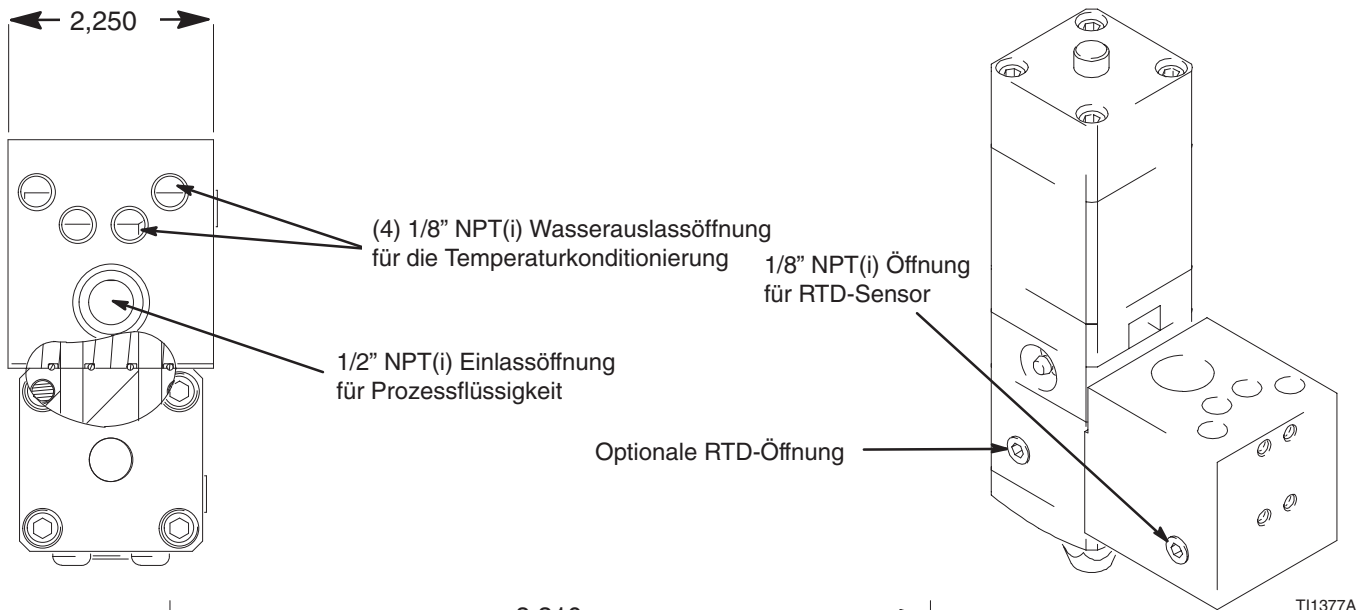 2,250
(4) 1/8” NPT(i) Wasserauslassöffnung
für die Temperaturkonditionierung
1/8” NPT(i) Öffnung
für RTD-Sensor
1/2” NPT(i) Einlassöffnung
für Prozessflüssigkeit
Optionale RTD-Öffnung
TI1377A